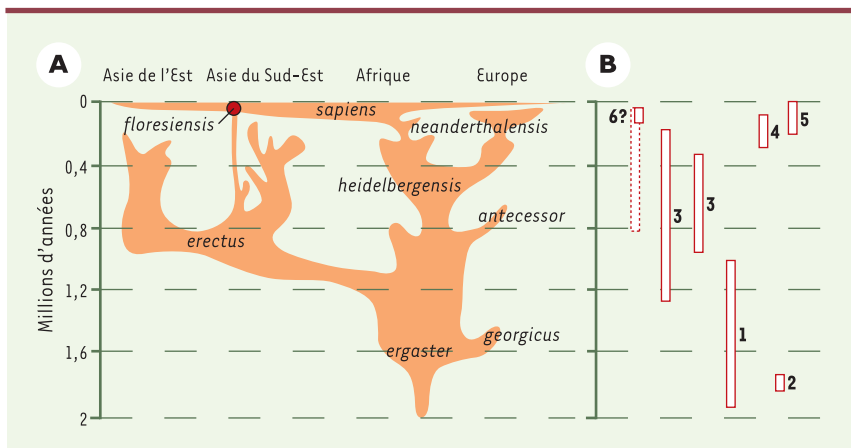 A
Asie de l'Est
Asie du Sud-Est
Afrique
Europe
B
Millions d'années
0
0,4
0,8
1,2
1,6
2
sapiens
floresiensis
neanderthalensis
heidelbergensis
antecessor
erectus
georgicus
ergaster
6?
5
4
3
3
1
2